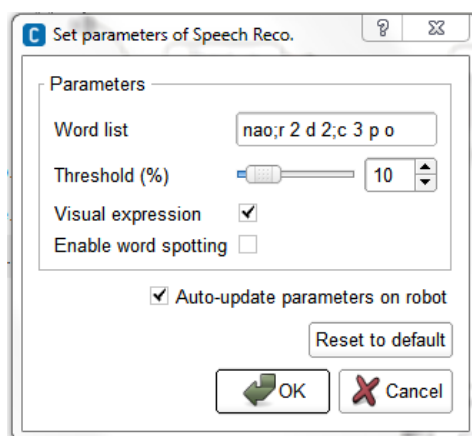 C Set parameters of Speech Reco. ?
Parameters
Word list nao;r 2 d 2;c 3 p o
Threshold (%) 10
Visual expression
Enable word spotting
Auto-update parameters on robot
Reset to default
OK Cancel